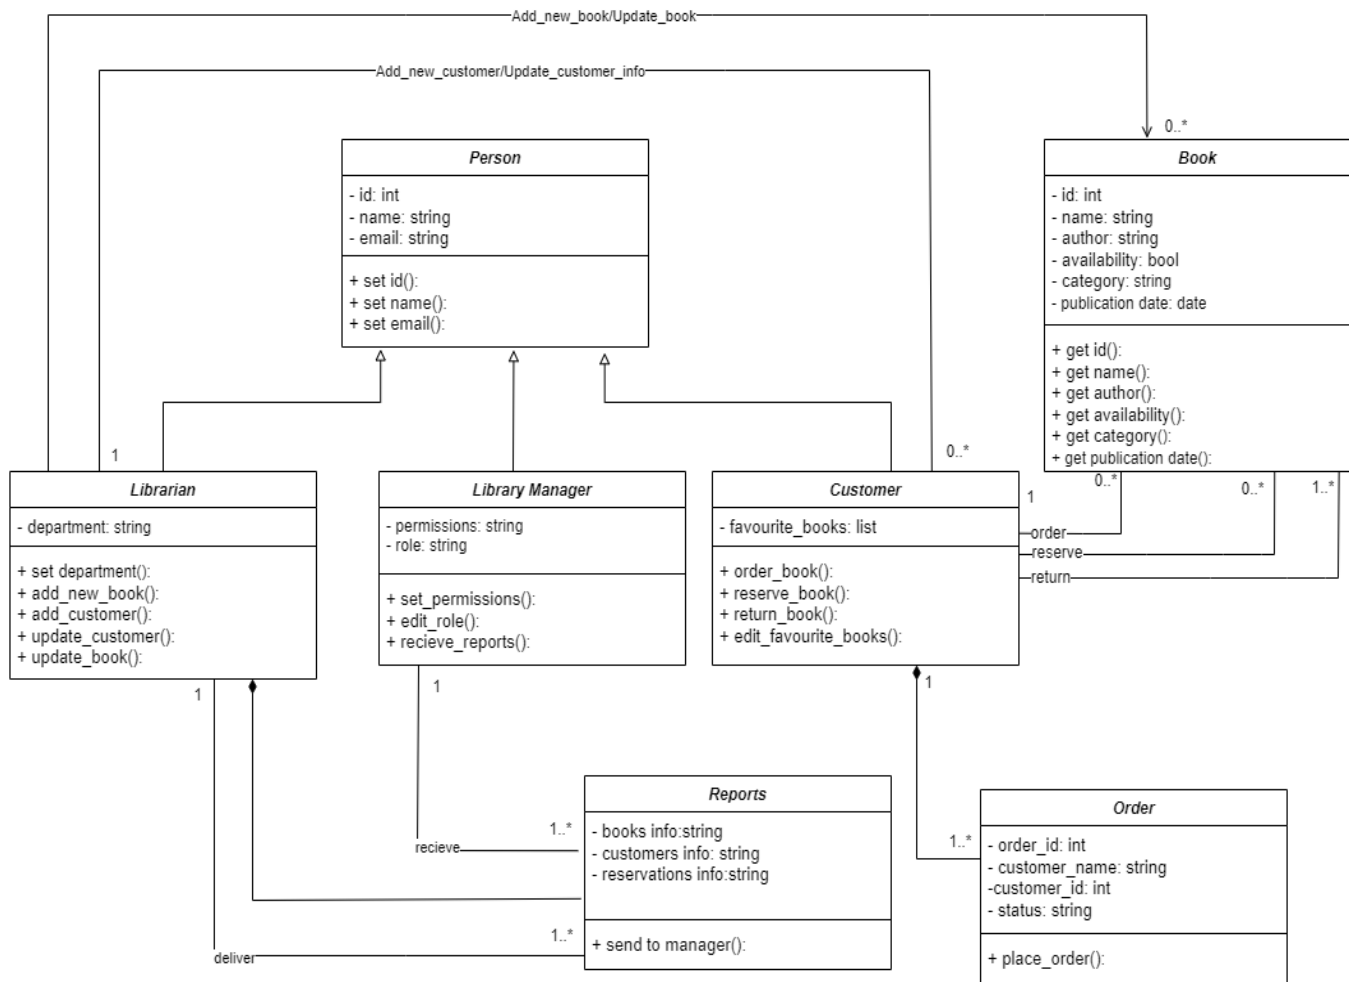 Add_new_book/Update_book
Add_new_customer/Update_customer_info
0..*
Person
- id: int
- name: string
- email: string
+ set id():
+ set name():
+ set email():
Book
- id: int
- name: string
- author: string
- availability: bool
- category: string
- publication date: date
+ get id():
+ get name():
+ get author():
+ get availability():
+ get category():
+ get publication date():
1
0..*
Librarian
- department: string
+ set department():
+ add_new_book():
+ add_customer():
+ update_customer():
+ update_book():
Library Manager
- permissions: string
- role: string
+ set_permissions():
+ edit_role():
+ recieve_reports():
Customer
- favourite_books: list
+ order_book():
+ reserve_book():
+ return_book():
+ edit_favourite_books():
1
0..*
0..*
1..*
order
reserve
return
1
1
1
1..*
recieve
1..*
deliver
Reports
- books info:string
- customers info: string
- reservations info:string
+ send to manager():
1..*
Order
- order_id: int
- customer_name: string
-customer_id: int
- status: string
+ place_order():